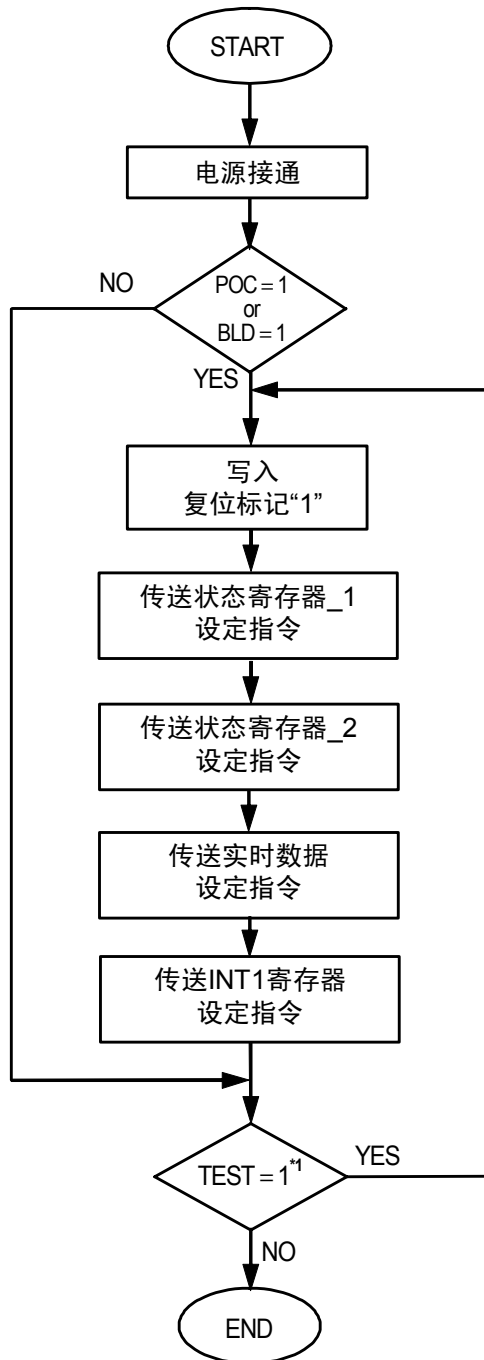 START
电源接通
NO
POC = 1
or
BLD = 1
YES
写入
复位标记“1”
传送状态寄存器_1
设定指令
传送状态寄存器_2
设定指令
传送实时数据
设定指令
传送INT1寄存器
设定指令
TEST = 1*1
YES
NO
END